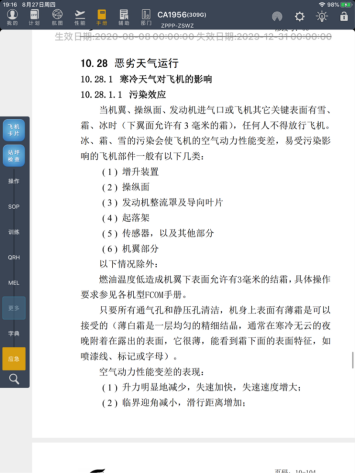 19:16 8月27日周四
98%
CA1956(309G)
ZPPP-ZSWZ
生效日期:2020-08-08 00:00:00 失效日期:2029-12-31 00:00:00
飞机
操作
SOP
训练
QRH
MEL
字典
10.28 恶劣天气运行
10.28.1 寒冷天气对飞机的影响
10.28.1.1 污染效应
当机翼、操纵面、发动机进气口或飞机其它关键表面有雪、
霜、冰时（下翼面允许有 3 毫米的霜），任何人不得放行飞机。
冰、霜、雪的污染会使飞机的空气动力性能变差，易受污染影
响的飞机部件一般有以下几类：
(1) 增升装置
(2) 操纵面
(3) 发动机整流罩及导向叶片
(4) 起落架
(5) 传感器，以及其他部分
(6) 机翼部分
以下情况除外：
燃油温度低造成机翼下表面允许有3毫米的结霜，具体操作
要求参见各机型FCOM手册。
只要所有通气孔和静压孔清洁，机身上表面有薄霜是可以
接受的（薄白霜是一层均匀的精细结晶，通常在寒冷无云的夜
晚附着在露出的表面，它很薄，能看到霜下面的表面特征，如
喷漆线、标记或字母）。
空气动力性能变差的表现：
(1) 升力明显地减少，失速加快，失速速度增大；
(2) 临界迎角减小，滑行距离增加；
页码：10-104